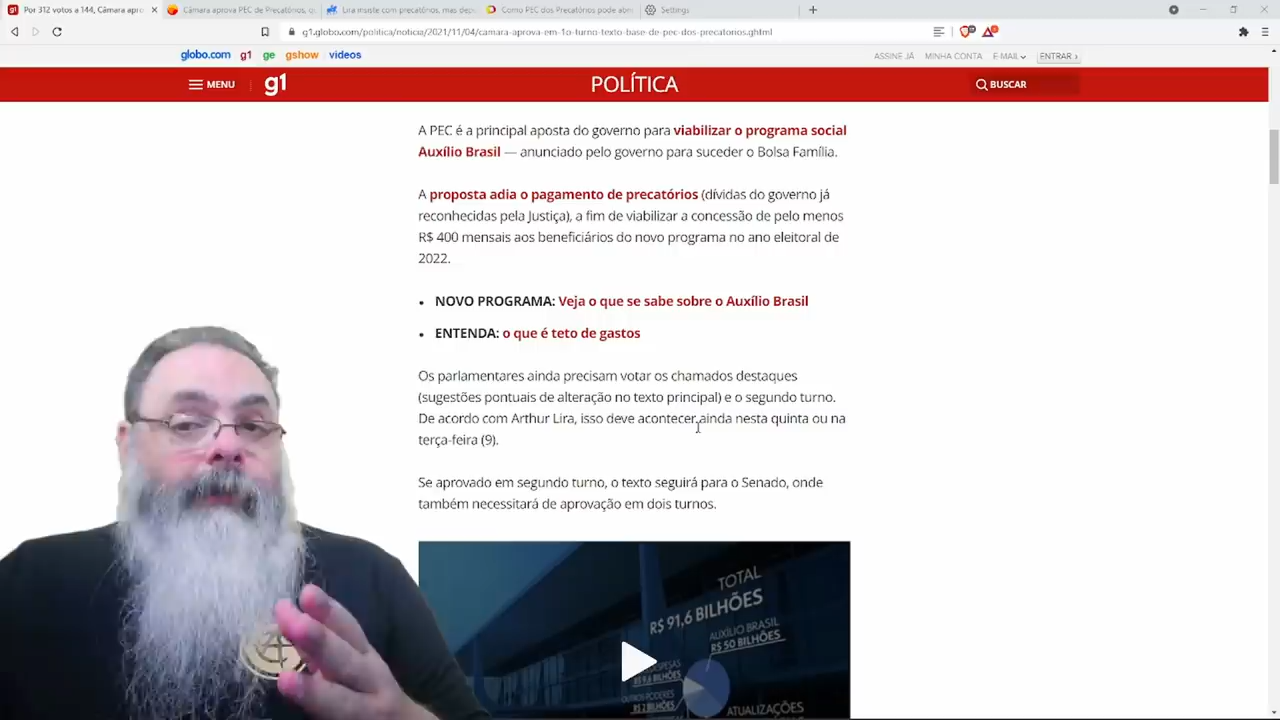 Por 312 votos a 144, Câmara apro
Câmara aprova PEC de Precatórios, o
Lira insiste com precatórios, mas dep
Como PEC dos Precatórios pode abri
Settings
g1.globo.com/politica/noticia/2021/11/04/camara-aprova-em-1o-turno-texto-base-de-pec-dos-precatorios.ghtml
globo.com g1 ge gshow videos
ASSINE JÁ MINHA CONTA E-MAIL ENTRAR ›
MENU g1 POLÍTICA BUSCAR
A PEC é a principal aposta do governo para viabilizar o programa social
Auxílio Brasil — anunciado pelo governo para suceder o Bolsa Família.
A proposta adia o pagamento de precatórios (dívidas do governo já
reconhecidas pela Justiça), a fim de viabilizar a concessão de pelo menos
R$ 400 mensais aos beneficiários do novo programa no ano eleitoral de
2022.
• NOVO PROGRAMA: Veja o que se sabe sobre o Auxílio Brasil
• ENTENDA: o que é teto de gastos
Os parlamentares ainda precisam votar os chamados destaques
(sugestões pontuais de alteração no texto principal) e o segundo turno.
De acordo com Arthur Lira, isso deve acontecer ainda nesta quinta ou na
terça-feira (9).
Se aprovado em segundo turno, o texto seguirá para o Senado, onde
também necessitará de aprovação em dois turnos.
TOTAL
R$ 91,6 BILHÕES
AUXÍLIO BRASIL
R$ 50 BILHÕES
OUTROS PODERES
ATUALIZAÇÕES